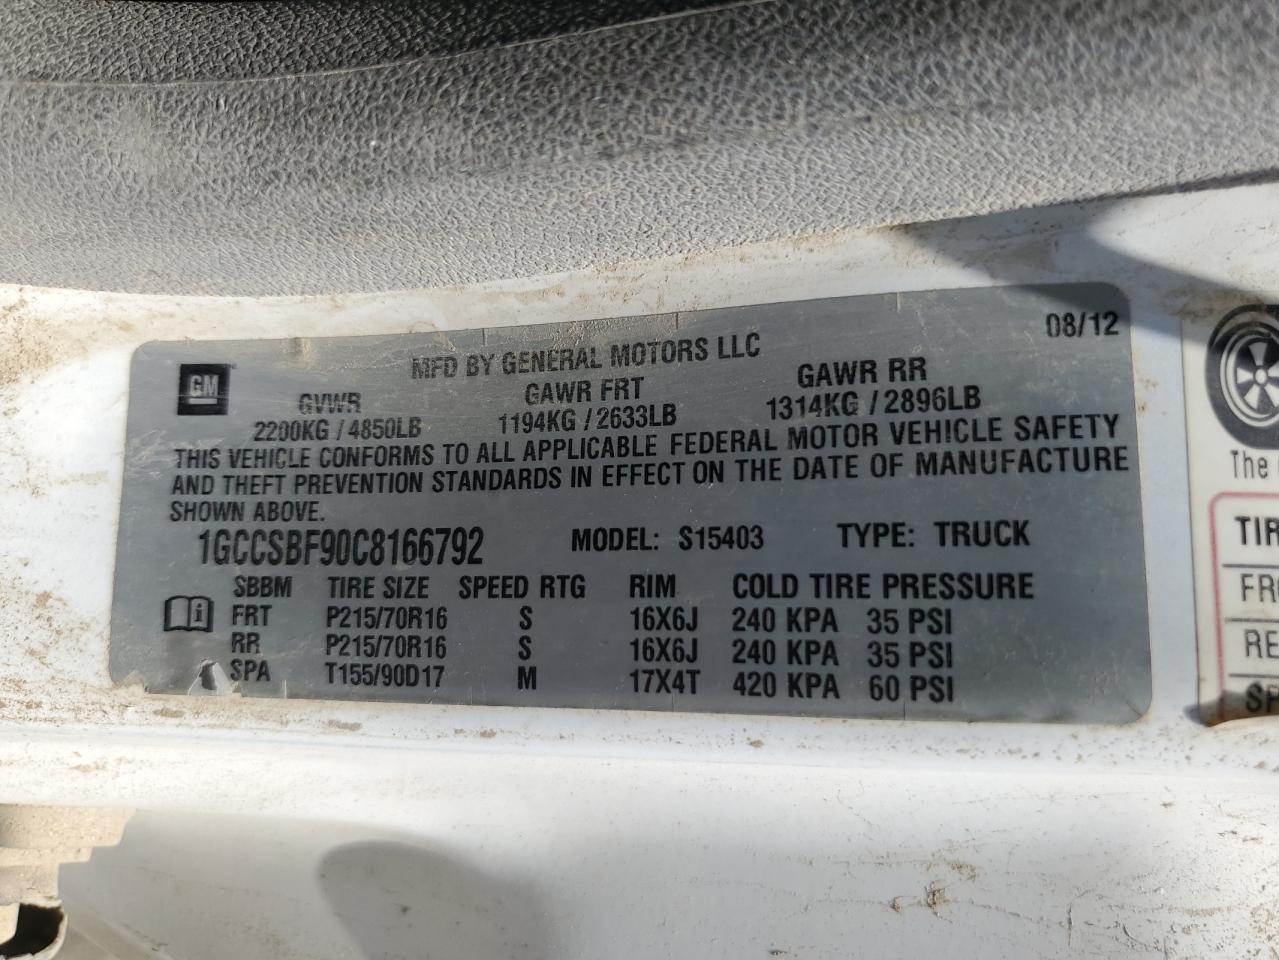 08/12
MFD BY GENERAL MOTORS LLC
GM
GVWR GAWR FRT GAWR RR
2200KG / 4850LB 1194KG / 2633LB 1314KG / 2896LB
THIS VEHICLE CONFORMS TO ALL APPLICABLE FEDERAL MOTOR VEHICLE SAFETY
AND THEFT PREVENTION STANDARDS IN EFFECT ON THE DATE OF MANUFACTURE
SHOWN ABOVE.
1GCCSBF90C8166792 MODEL: S15403 TYPE: TRUCK
SBBM TIRE SIZE SPEED RTG RIM COLD TIRE PRESSURE
FRT P215/70R16 S 16X6J 240 KPA 35 PSI
RR P215/70R16 S 16X6J 240 KPA 35 PSI
SPA T155/90D17 M 17X4T 420 KPA 60 PSI
The
TIR
FR
RE
SP